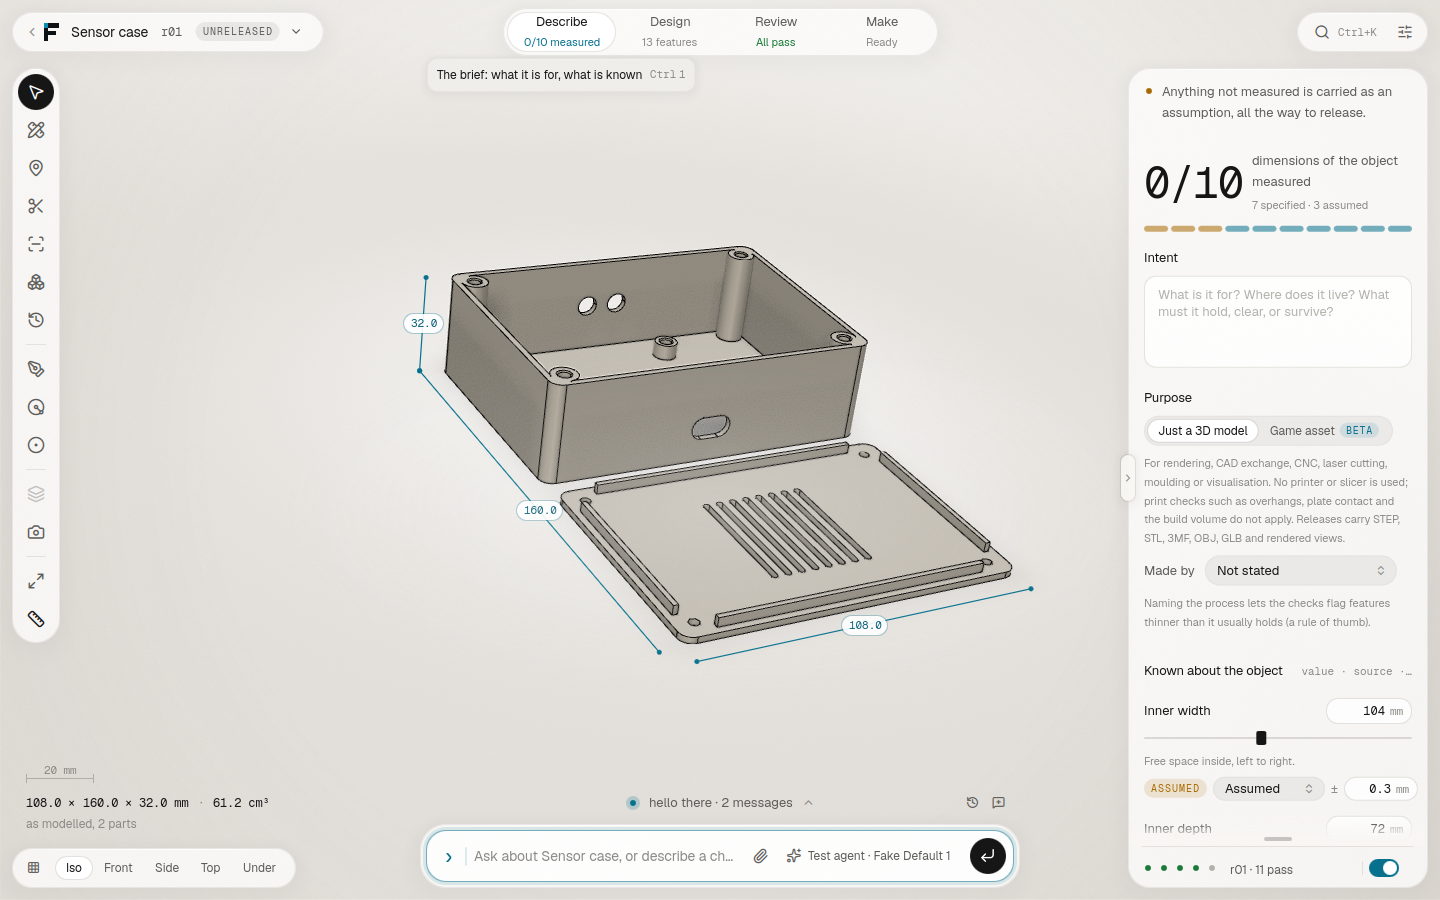 Sensor case r01 UNRELEASED
Describe
0/10 measured
Design
13 features
Review
All pass
Make
Ready
Ctrl+K
The brief: what it is for, what is known Ctrl 1
Anything not measured is carried as an
assumption, all the way to release.
0/10
dimensions of the object
measured
7 specified · 3 assumed
Intent
What is it for? Where does it live? What
must it hold, clear, or survive?
Purpose
Just a 3D model
Game asset BETA
For rendering, CAD exchange, CNC, laser cutting,
moulding or visualisation. No printer or slicer is used;
print checks such as overhangs, plate contact and
the build volume do not apply. Releases carry STEP,
STL, 3MF, OBJ, GLB and rendered views.
Made by Not stated
Naming the process lets the checks flag features
thinner than it usually holds (a rule of thumb).
Known about the object value · source ·…
Inner width 104 mm
Free space inside, left to right.
ASSUMED Assumed ± 0.3 mm
Inner depth 72 mm
r01 · 11 pass
32.0
160.0
108.0
20 mm
108.0 × 160.0 × 32.0 mm · 61.2 cm³
as modelled, 2 parts
Iso Front Side Top Under
hello there · 2 messages
Ask about Sensor case, or describe a ch…
Test agent · Fake Default 1